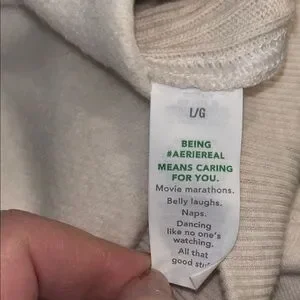 L/G
BEING
#AERIEREAL
MEANS CARING
FOR YOU.
Movie marathons.
Belly laughs.
Naps.
Dancing
like no one's
watching.
All that
good